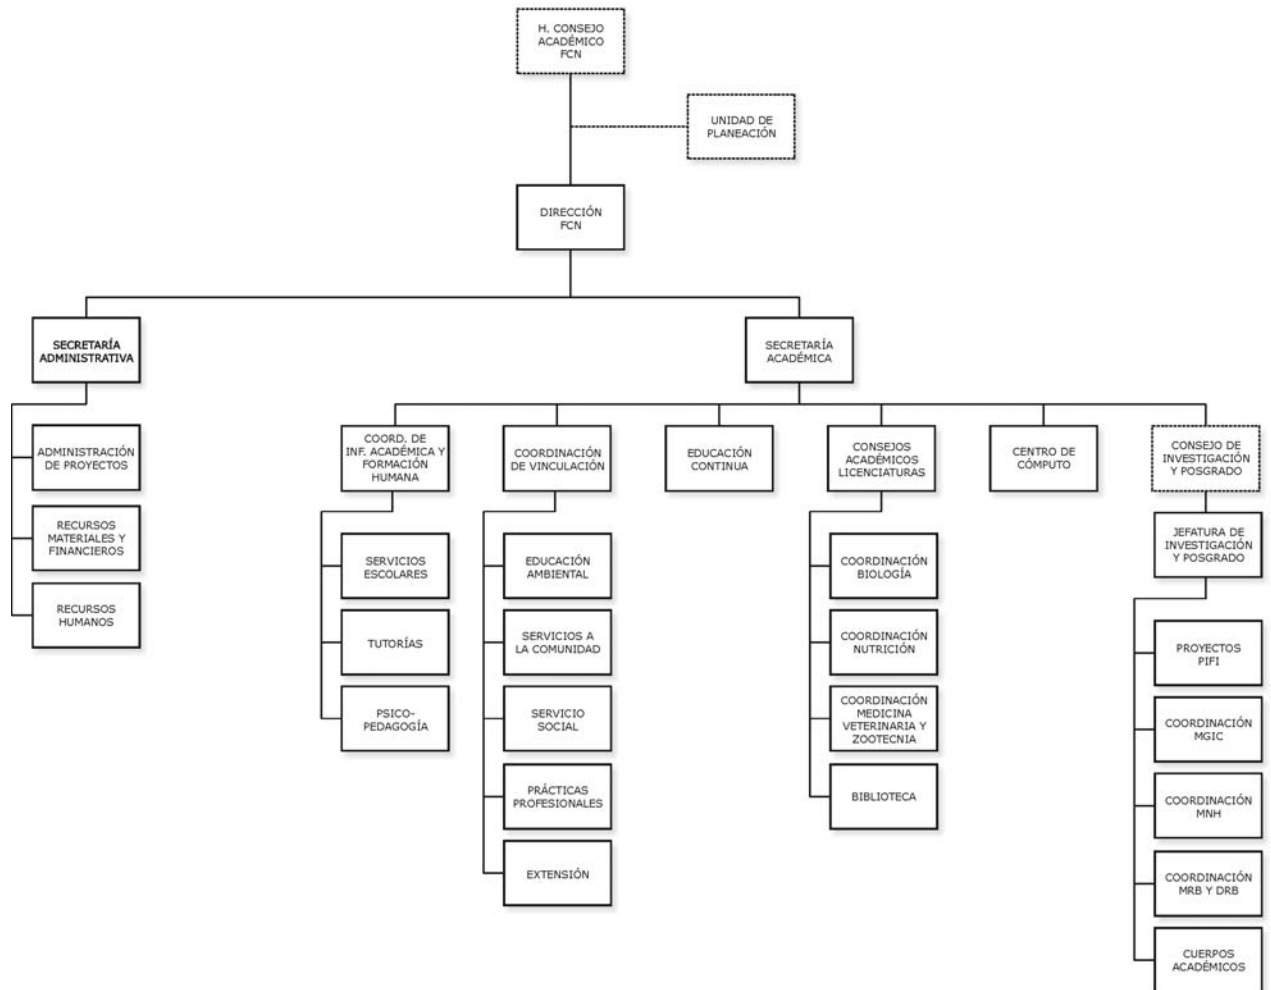 H. CONSEJO
ACADÉMICO
FCN
UNIDAD DE
PLANEACIÓN
DIRECCIÓN
FCN
SECRETARÍA
ADMINISTRATIVA
SECRETARÍA
ACADÉMICA
ADMINISTRACIÓN
DE PROYECTOS
RECURSOS
MATERIALES Y
FINANCIEROS
RECURSOS
HUMANOS
COORD. DE
INF. ACADÉMICA Y
FORMACIÓN
HUMANA
SERVICIOS
ESCOLARES
TUTORÍAS
PSICO-
PEDAGOGÍA
COORDINACIÓN
DE VINCULACIÓN
EDUCACIÓN
AMBIENTAL
SERVICIOS A
LA COMUNIDAD
SERVICIO
SOCIAL
PRÁCTICAS
PROFESIONALES
EXTENSIÓN
EDUCACIÓN
CONTINUA
CONSEJOS
ACADÉMICOS
LICENCIATURAS
COORDINACIÓN
BIOLOGÍA
COORDINACIÓN
NUTRICIÓN
COORDINACIÓN
MEDICINA
VETERINARIA Y
ZOOTECNIA
BIBLIOTECA
CENTRO DE
CÓMPUTO
CONSEJO DE
INVESTIGACIÓN
Y POSGRADO
JEFATURA DE
INVESTIGACIÓN
Y POSGRADO
PROYECTOS
PIFI
COORDINACIÓN
MGIC
COORDINACIÓN
MNH
COORDINACIÓN
MRB Y DRB
CUERPOS
ACADÉMICOS